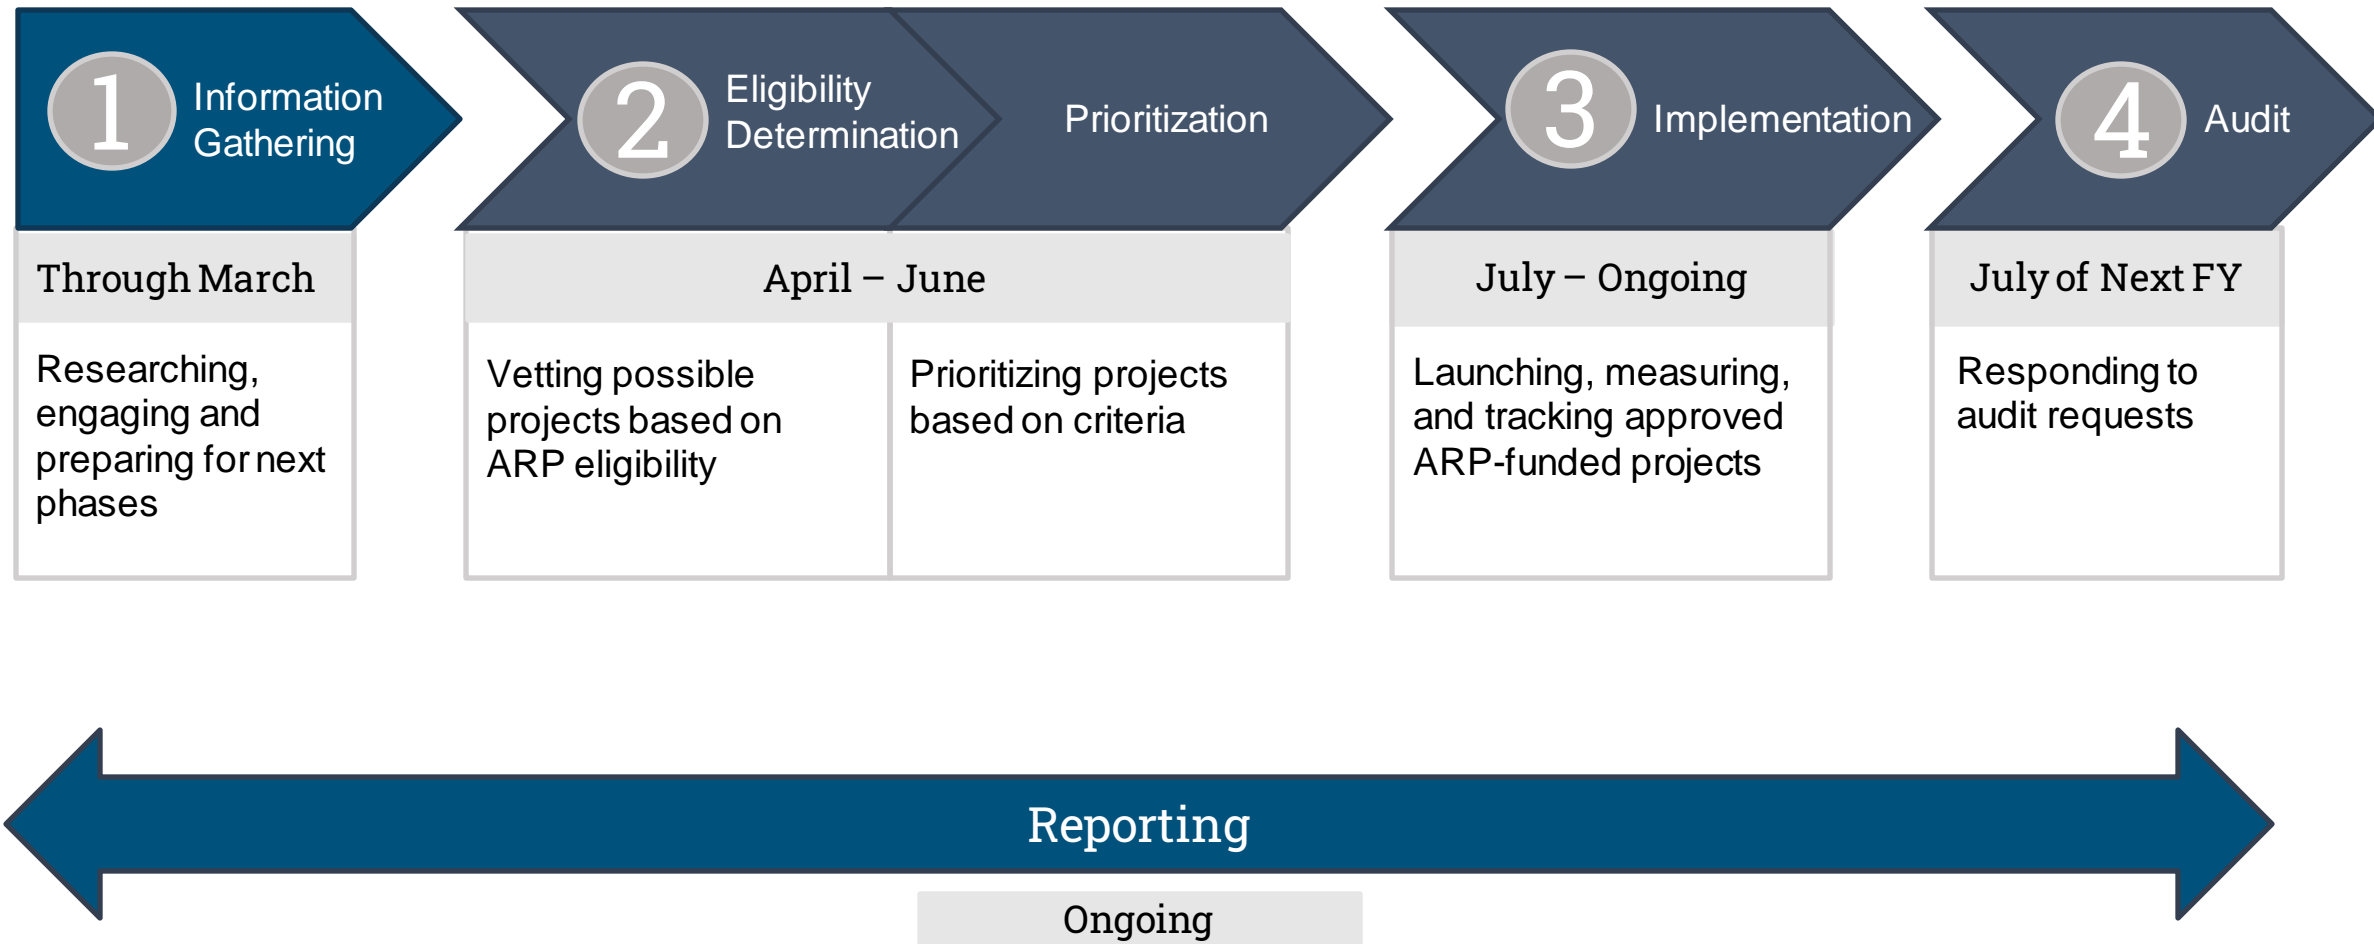 1
Information
Gathering
2
Eligibility
Determination
Prioritization
3
Implementation
4
Audit
Through March
April – June
July – Ongoing
July of Next FY
Researching,
engaging and
preparing for next
phases
Vetting possible
projects based on
ARP eligibility
Prioritizing projects
based on criteria
Launching, measuring,
and tracking approved
ARP-funded projects
Responding to
audit requests
Reporting
Ongoing